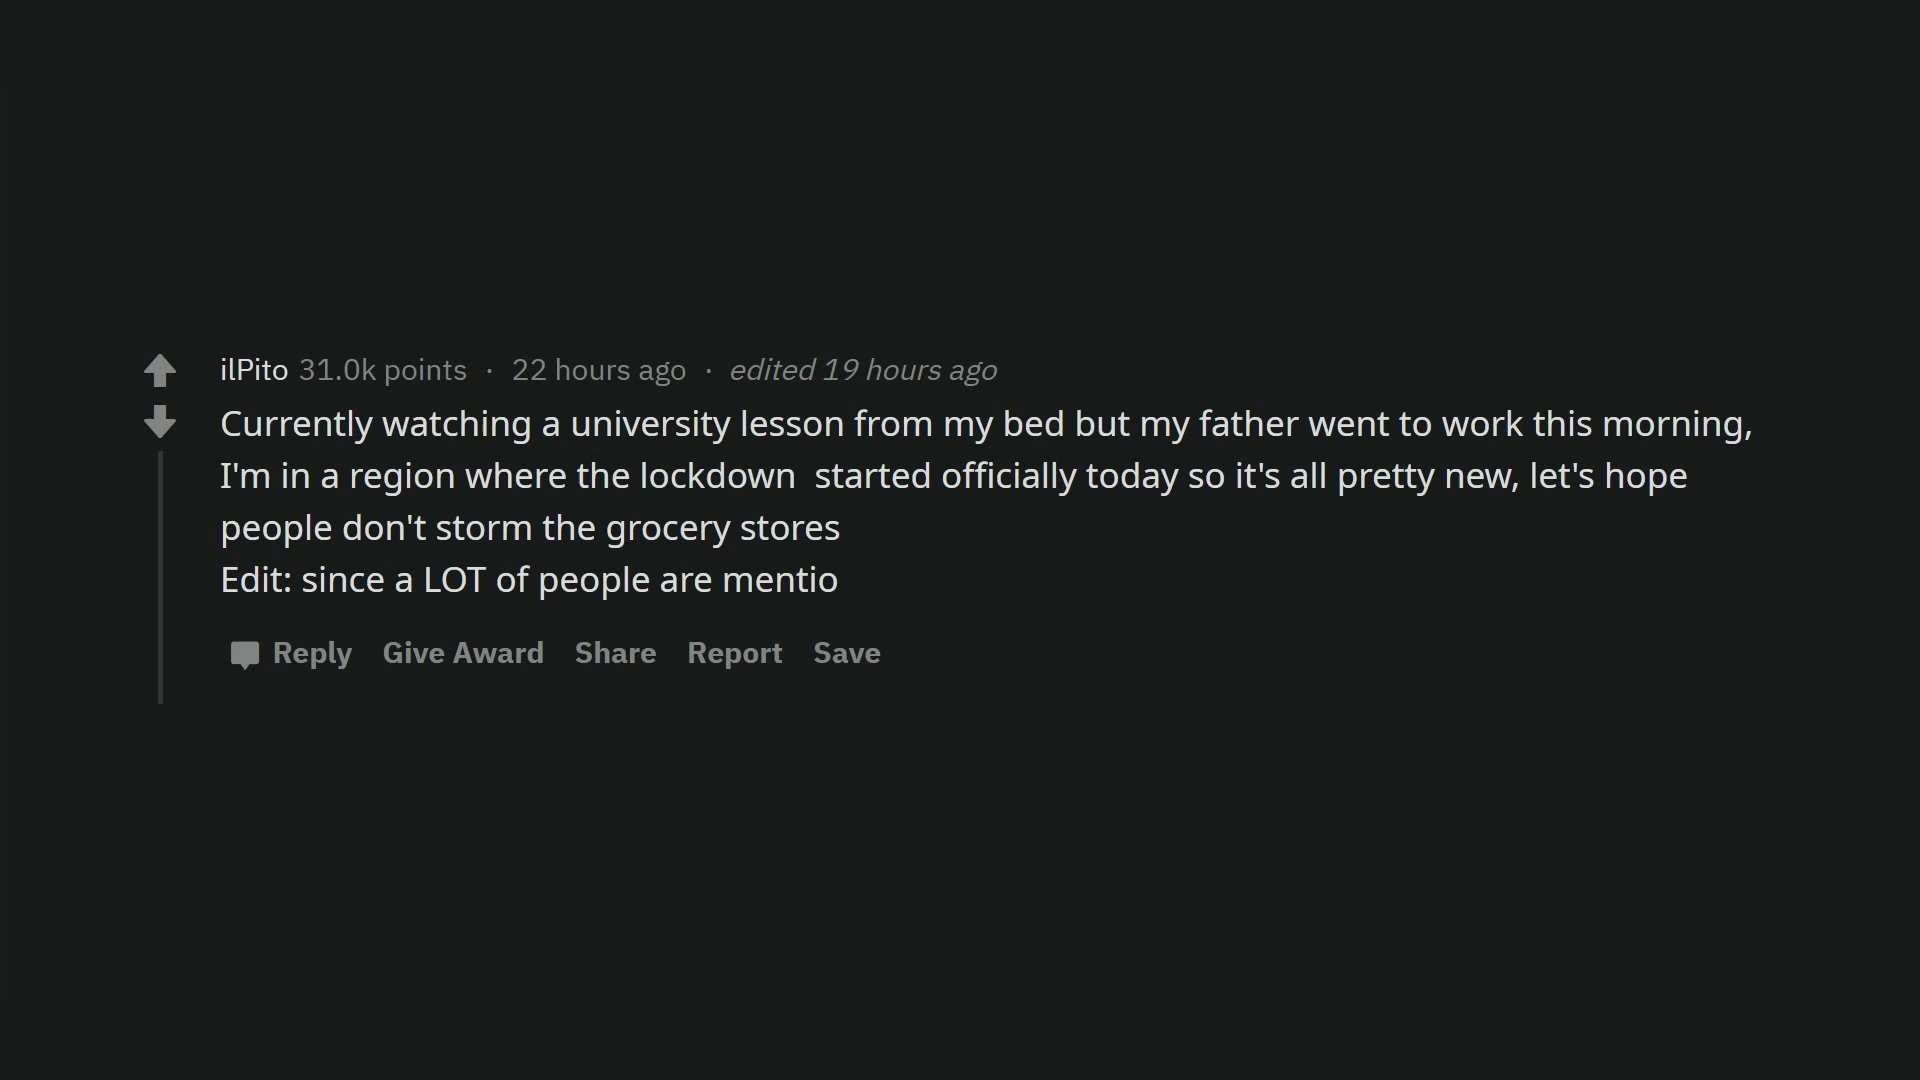 ilPito 31.0k points · 22 hours ago · edited 19 hours ago
Currently watching a university lesson from my bed but my father went to work this morning,
I'm in a region where the lockdown  started officially today so it's all pretty new, let's hope
people don't storm the grocery stores
Edit: since a LOT of people are mentio
Reply Give Award Share Report Save